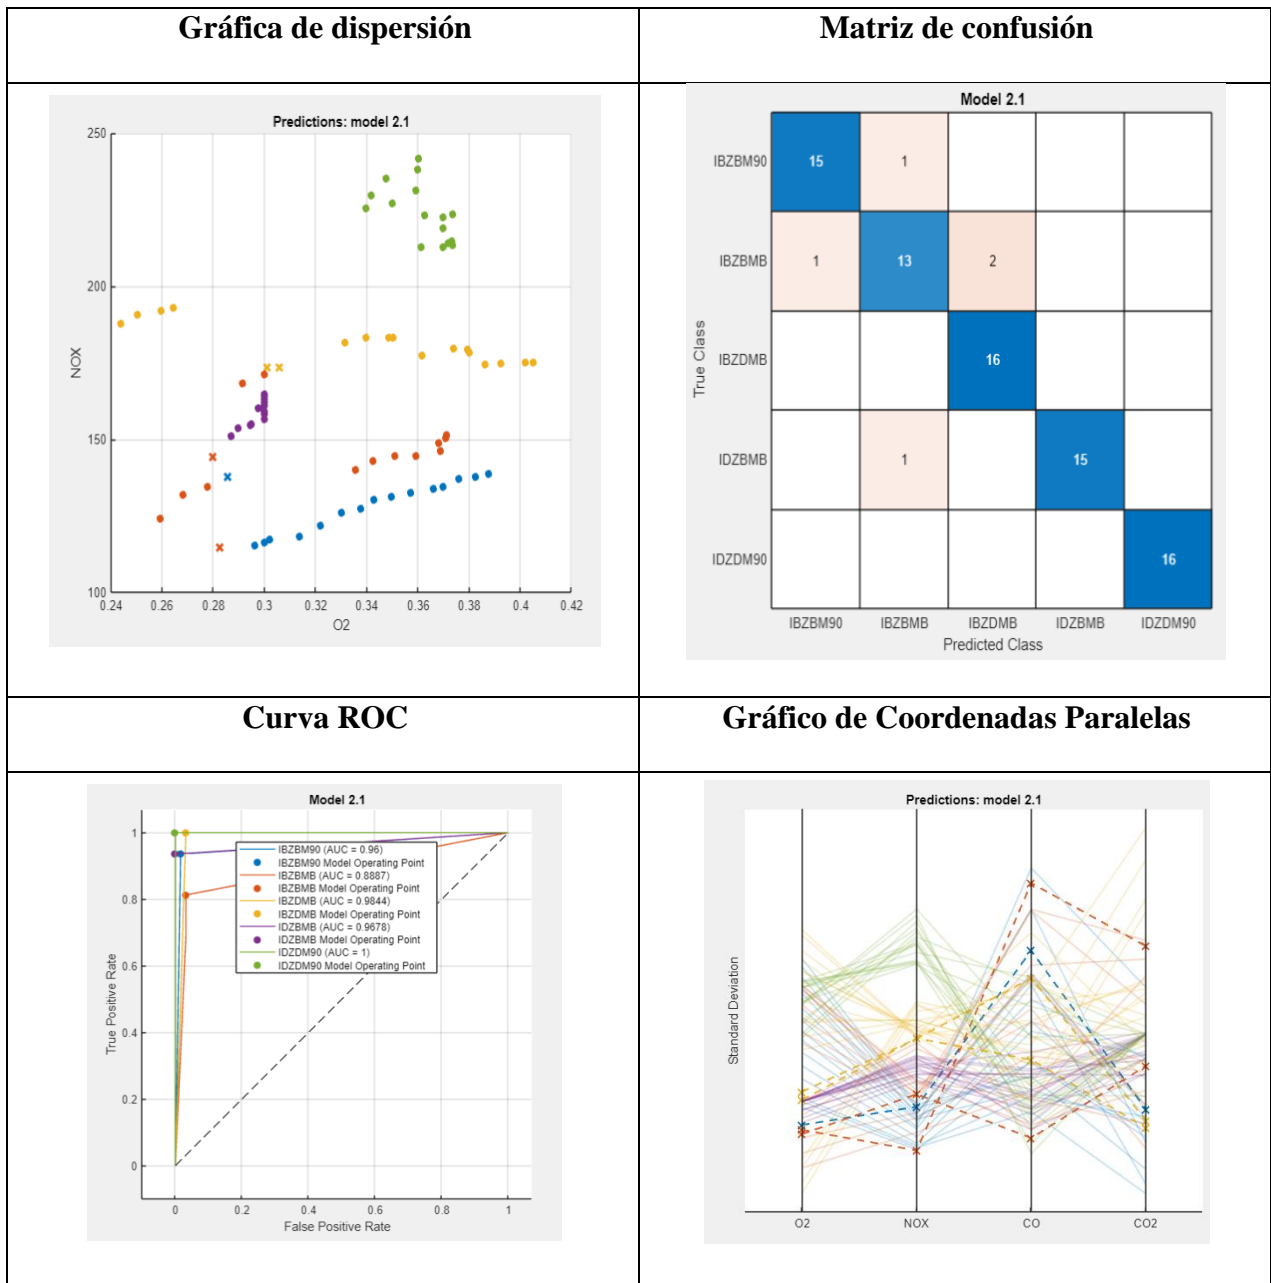 Gráfica de dispersión
Matriz de confusión
Predictions: model 2.1
250
200
150
100
NOX
0.24 0.26 0.28 0.3 0.32 0.34 0.36 0.38 0.4 0.42
O2
Model 2.1
True Class
IBZBM90 15 1
IBZBMB 1 13 2
IBZDMB 16
IDZBMB 1 15
IDZDM90 16
IBZBM90 IBZBMB IBZDMB IDZBMB IDZDM90
Predicted Class
Curva ROC
Gráfico de Coordenadas Paralelas
Model 2.1
True Positive Rate
1
0.8
0.6
0.4
0.2
0
IBZBM90 (AUC = 0.96)
IBZBM90 Model Operating Point
IBZBMB (AUC = 0.8887)
IBZBMB Model Operating Point
IBZDMB (AUC = 0.9844)
IBZDMB Model Operating Point
IDZBMB (AUC = 0.9678)
IDZBMB Model Operating Point
IDZDM90 (AUC = 1)
IDZDM90 Model Operating Point
0 0.2 0.4 0.6 0.8 1
False Positive Rate
Predictions: model 2.1
Standard Deviation
O2 NOX CO CO2